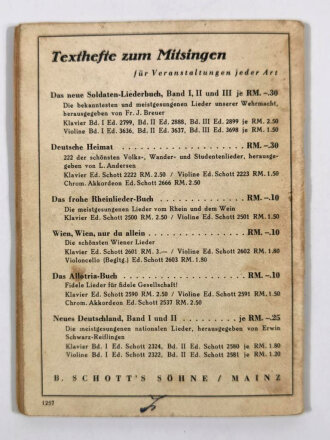 Texthefte zum Mitsingen
für Veranstaltungen jeder Art
Das neue Soldaten-Liederbuch, Band I, II und III je RM. -.30
Die bekanntesten und meistgesungenen Lieder unserer Wehrmacht,
herausgegeben von Fr. J. Breuer
Klavier Bd. I Ed. 2799, Bd. II Ed. 2888, Bd. III Ed. 2899 je RM. 2.50
Violine Bd. I Ed. 3636, Bd. II Ed. 3637, Bd. III Ed. 3698 je RM. 1.50
Deutsche Heimat . . . . . . . . . . . . . . . . RM. -.30
222 der schönsten Volks-, Wander- und Studentenlieder, herausgege-
ben von L. Andersen
Klavier Ed. Schott 2222 RM. 2.50 / Violine Ed. Schott 2223 RM. 1.50
Chrom. Akkordeon Ed. Schott 2666 RM. 2.50
Das frohe Rheinlieder-Buch . . . . . . . . . . RM. -.10
Die meistgesungenen Lieder vom Rhein und dem Wein
Klavier Ed. Schott 2500 RM. 2.50 / Violine Ed. Schott 2501 RM. 1.50
Wien, Wien, nur du allein . . . . . . . . . . . RM. -.10
Die schönsten Wiener Lieder
Klavier Ed. Schott 2601 RM. 3.— / Violine Ed. Schott 2602 RM. 1.80
Violoncello (Begltg.) Ed. Schott 2603 RM. 1.80
Das Allotria-Buch . . . . . . . . . . . . . . . RM. -.10
Fidele Lieder für fidele Gesellschaft!
Klavier Ed. Schott 2590 RM. 2.50 / Violine Ed. Schott 2591 RM. 1.50
Chrom. Akkordeon Ed. Schott 2537 RM. 2.50
Neues Deutschland, Band I und II . . . . . . je RM. -.25
Die meistgesungenen nationalen Lieder, herausgegeben von Erwin
Schwarz-Reiflingen
Klavier Bd. I Ed. Schott 2324, Bd. II Ed. Schott 2580 je RM. 1.80
Violine Bd. I Ed. Schott 2322, Bd. II Ed. Schott 2581 je RM. 1.20
B. SCHOTT'S SÖHNE / MAINZ
1257